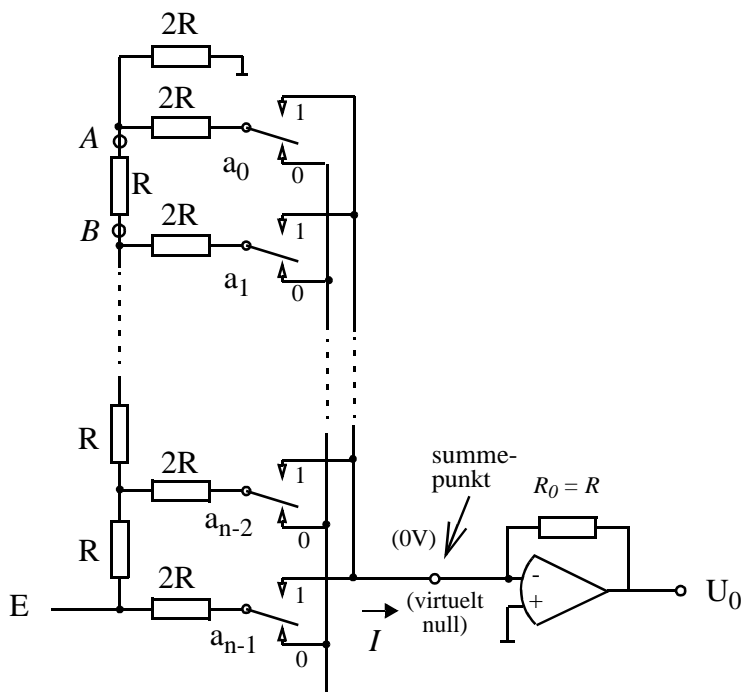 2R
2R
1
A
a0
0
R
B
2R
1
a1
0
R
2R
1
summe-
punkt
R0 = R
an-2
0
(0V)
R
2R
1
-
+
E
(virtuelt
null)
U0
an-1
0
I